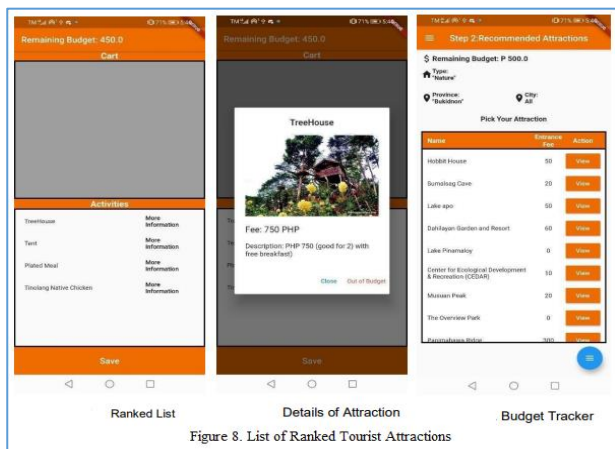 Remaining Budget: 450.0
Cart
Activities
TreeHouse
More
Information
Tent
More
Information
Plated Meal
More
Information
Tinolang Native Chicken
More
Information
Save
Ranked List
Remaining Budget: 450.0
Cart
TreeHouse
Fee: 750 PHP
Description: PHP 750 (good for 2) with
free breakfast)
Close
Out of Budget
Save
Details of Attraction
Step 2:Recommended Attractions
$ Remaining Budget: P 500.0
Type:
"Nature"
Province:
"Bukidnon"
City:
All
Pick Your Attraction
Name
Entrance
Fee
Action
Hobbit House 50 View
Sumalsag Cave 20 View
Lake apo 50 View
Dahilayan Garden and Resort 60 View
Lake Pinamaloy 0 View
Center for Ecological Development
& Recreation (CEDAR) 10 View
Musuan Peak 20 View
The Overview Park 0 View
Budget Tracker
Figure 8. List of Ranked Tourist Attractions